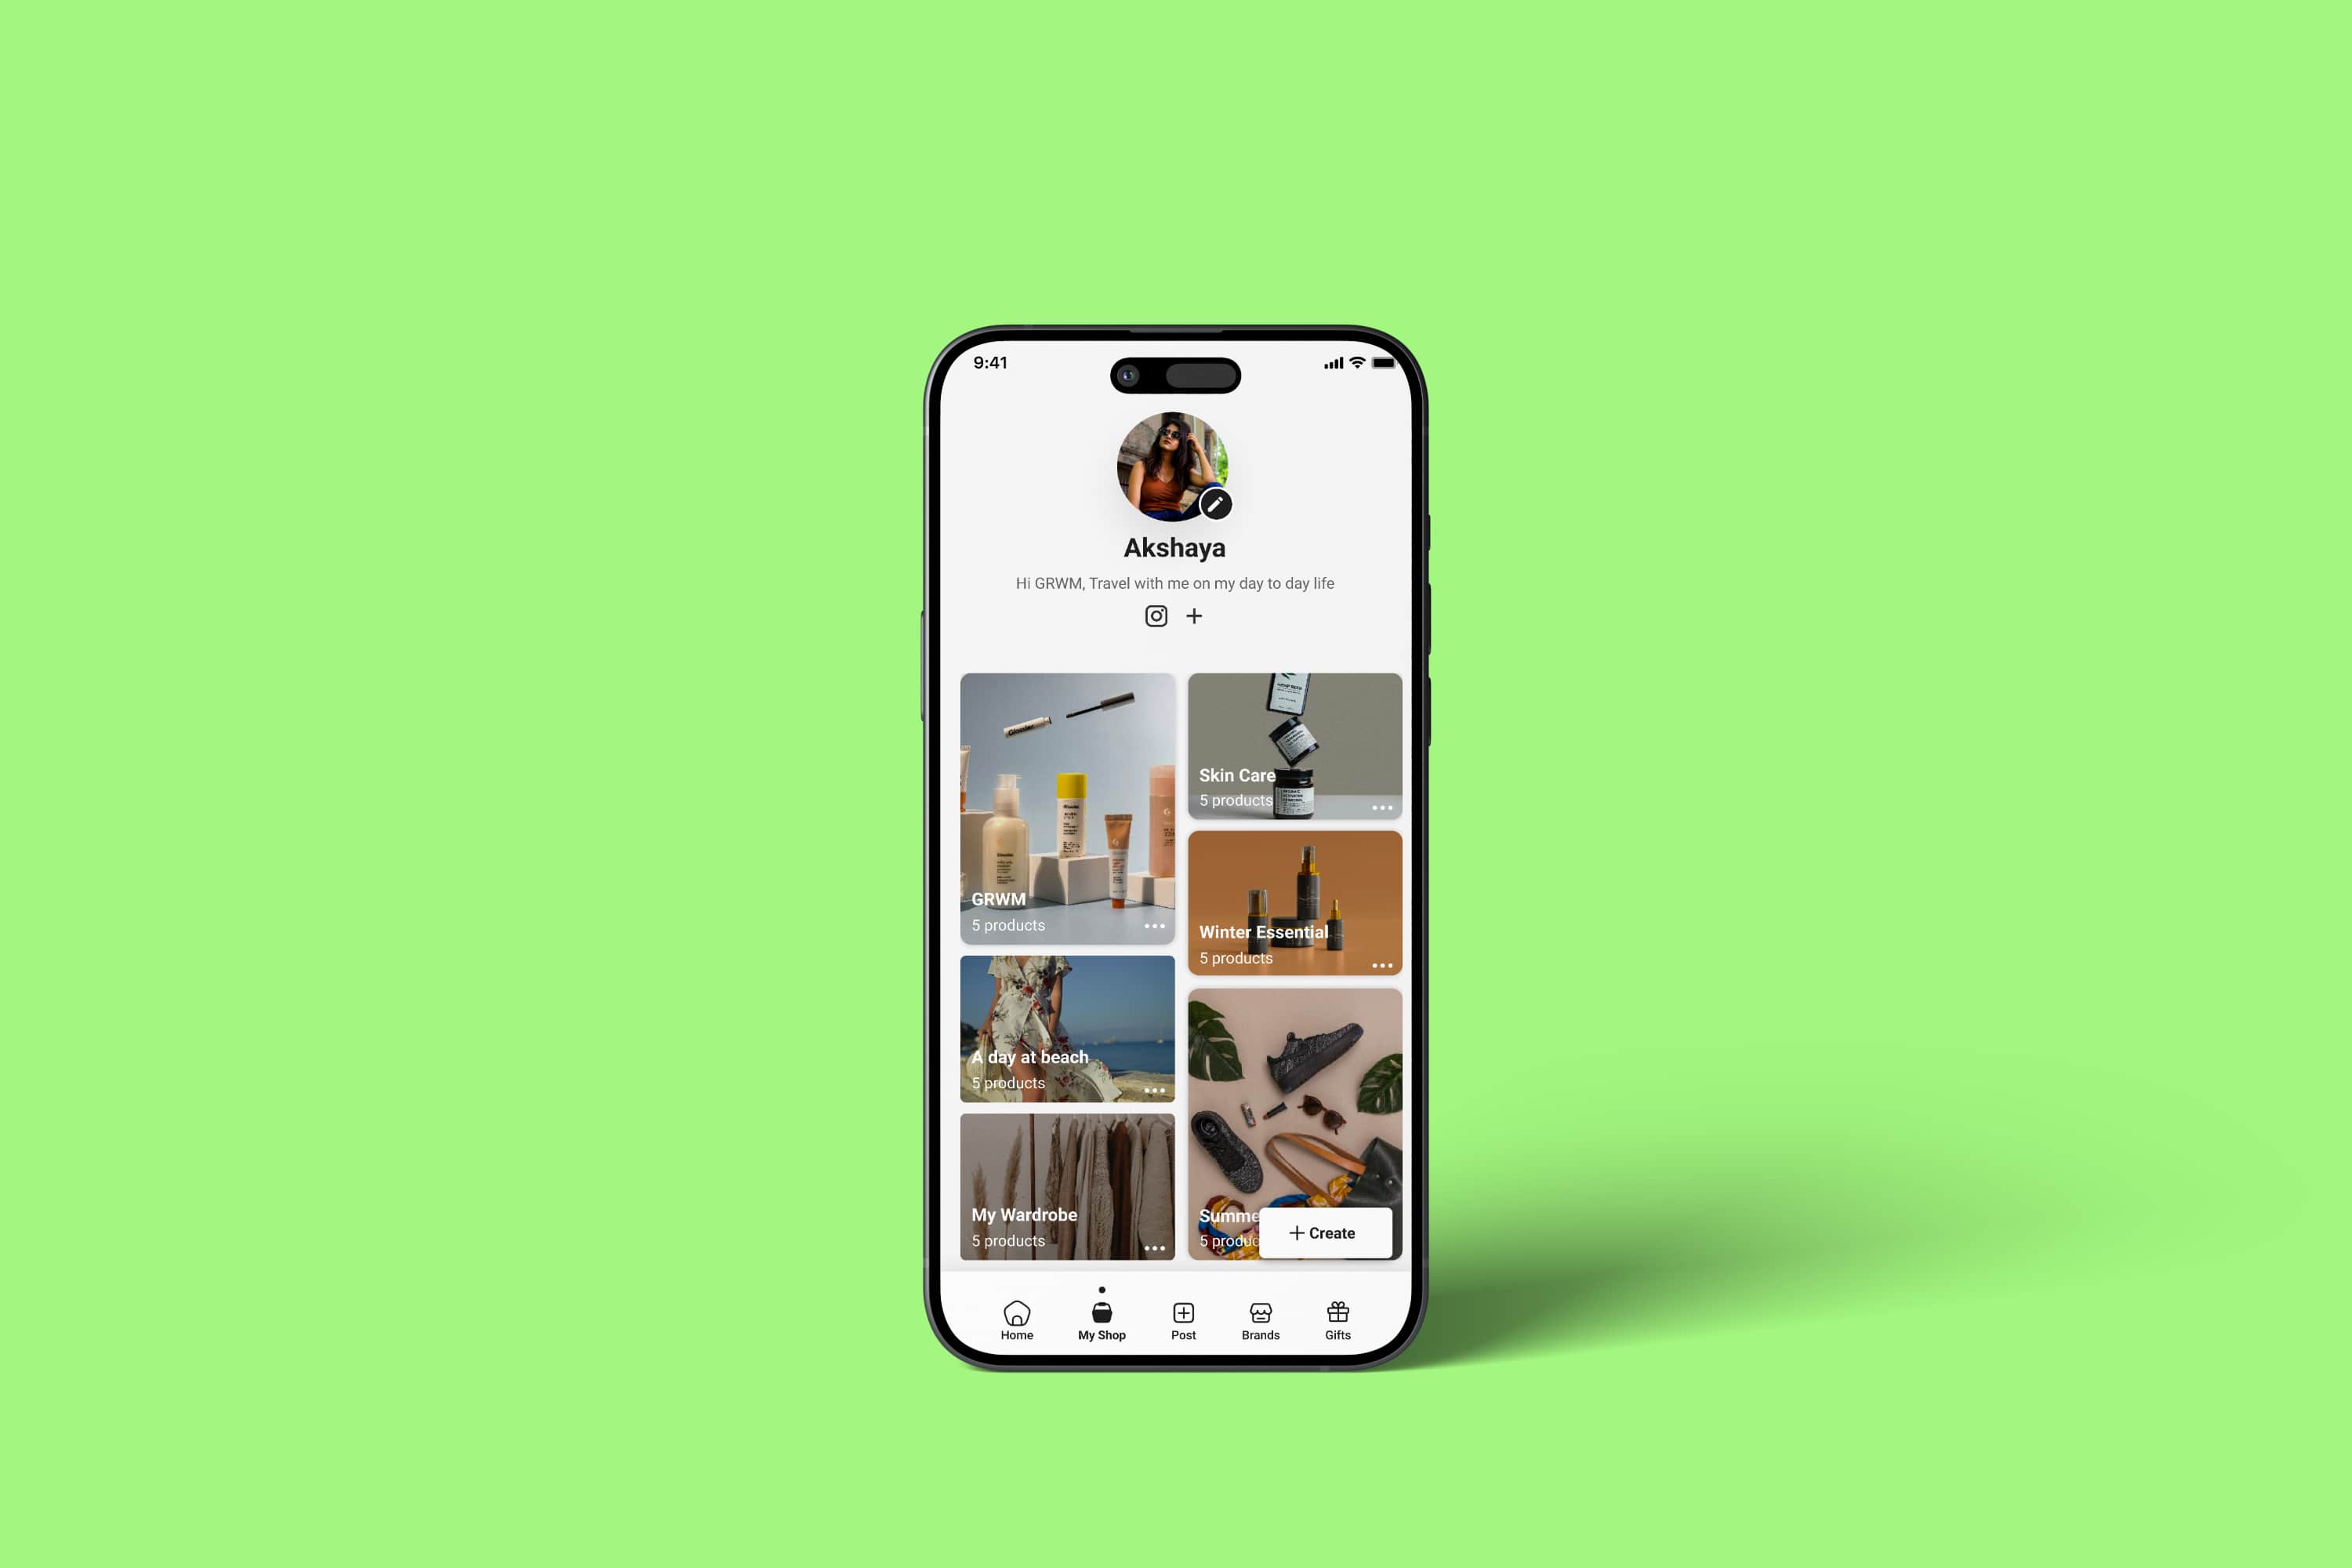 9:41
Akshaya
Hi GRWM, Travel with me on my day to day life
Glossier
GRWM
5 products
Skin Care
5 products
Winter Essential
5 products
A day at beach
5 products
My Wardrobe
5 products
Summe
5 produc
+ Create
Home
My Shop
Post
Brands
Gifts